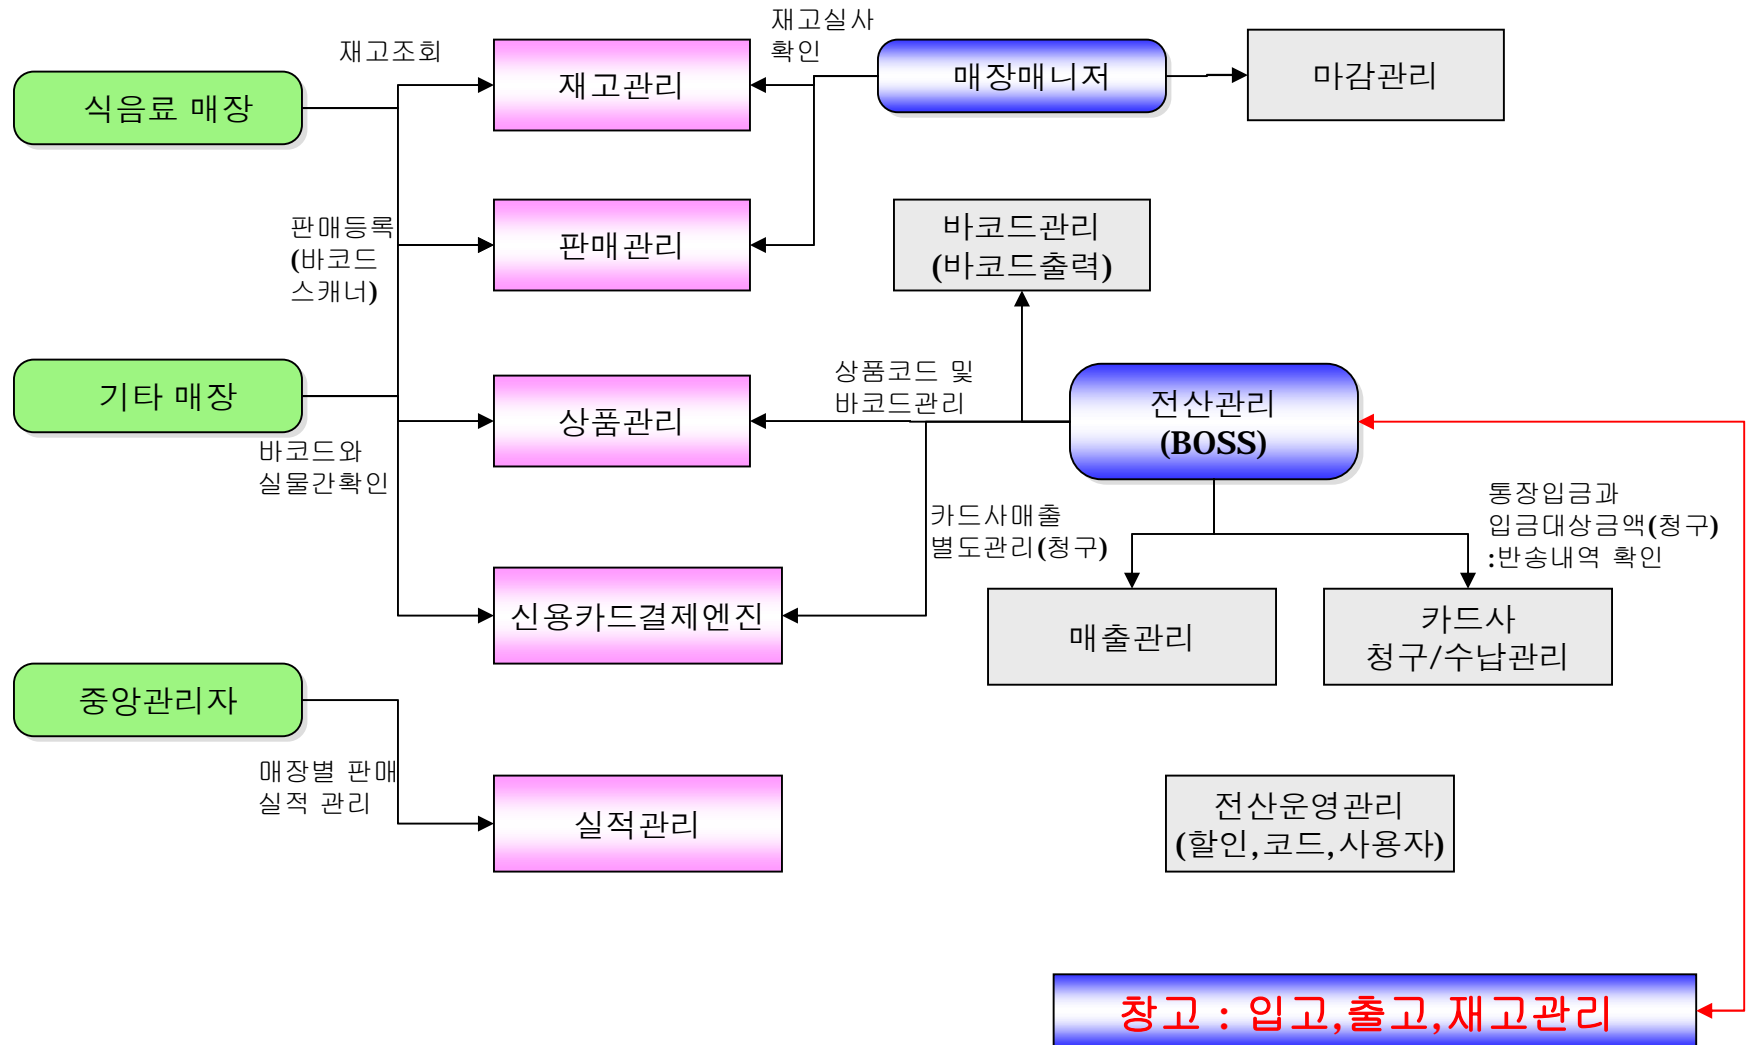 재고조회
재고실사
확인
식음료 매장
재고관리
매장매니저
마감관리
판매등록
(바코드
스캐너)
판매관리
바코드관리
(바코드출력)
기타 매장
상품관리
상품코드 및
바코드관리
전산관리
(BOSS)
바코드와
실물간확인
카드사매출
별도관리(청구)
통장입금과
입금대상금액(청구)
:반송내역 확인
신용카드결제엔진
매출관리
카드사
청구/수납관리
중앙관리자
매장별 판매
실적 관리
실적관리
전산운영관리
(할인,코드,사용자)
창고 : 입고,출고,재고관리